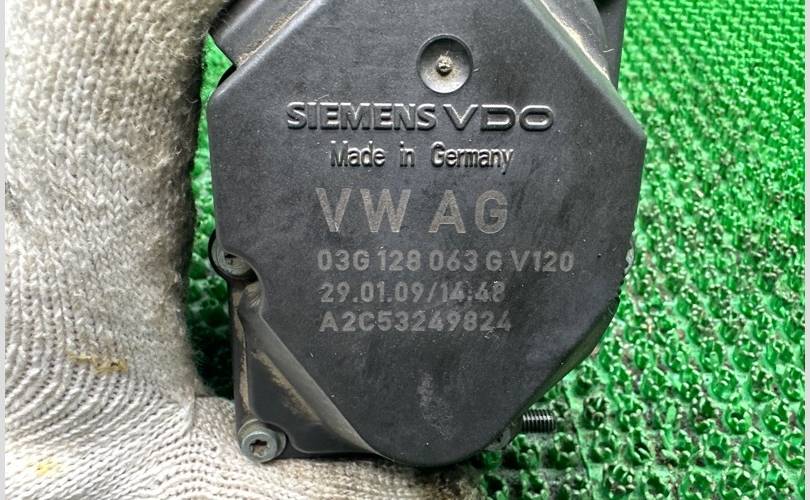 SIEMENS VDO
Made in Germany
VW AG
03G 128 063 G V120
29.01.09/14:48
A2C53249824